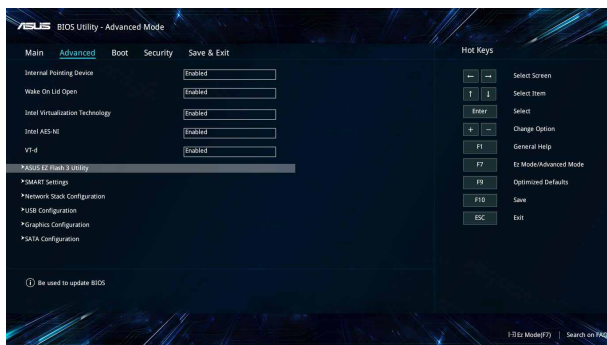 ASUS BIOS Utility - Advanced Mode
Main Advanced Boot Security Save & Exit
Internal Pointing Device Enabled
Wake On Lid Open Enabled
Intel Virtualization Technology Enabled
Intel AES-NI Enabled
VT-d Enabled
ASUS EZ Flash 3 Utility
SMART Settings
Network Stack Configuration
USB Configuration
Graphics Configuration
SATA Configuration
Be used to update BIOS
Hot Keys
← → Select Screen
↑ ↓ Select Item
Enter Select
+ − Change Option
F1 General Help
F7 Ez Mode/Advanced Mode
F9 Optimized Defaults
F10 Save
ESC Exit
Ez Mode(F7) | Search on FAQ